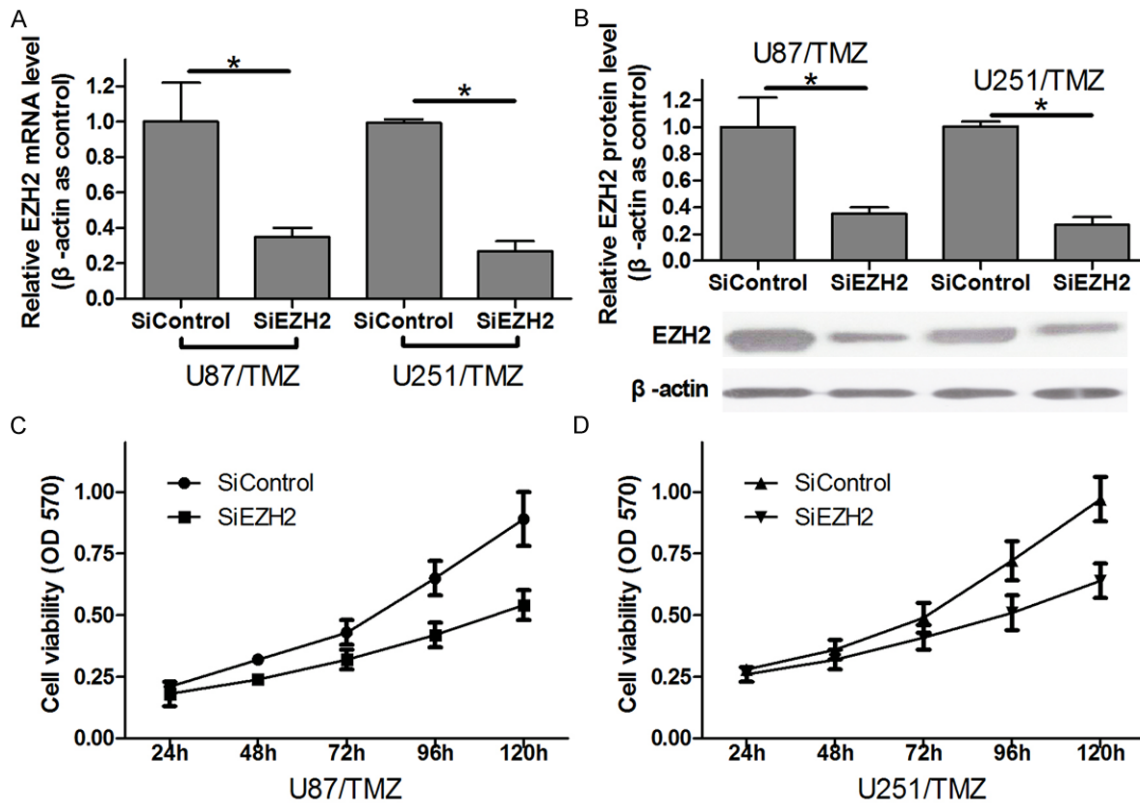 A
Relative EZH2 mRNA level
(β -actin as control)
1.2
1.0
0.8
0.6
0.4
0.2
0.0
*
*
SiControl SiEZH2 SiControl SiEZH2
U87/TMZ U251/TMZ
B
Relative EZH2 protein level
(β -actin as control)
U87/TMZ
U251/TMZ
1.2
1.0
0.8
0.6
0.4
0.2
0.0
*
*
SiControl SiEZH2 SiControl SiEZH2
EZH2
β -actin
C
Cell viability (OD 570)
1.00
0.75
0.50
0.25
0.00
SiControl
SiEZH2
24h 48h 72h 96h 120h
U87/TMZ
D
Cell viability (OD 570)
1.00
0.75
0.50
0.25
0.00
SiControl
SiEZH2
24h 48h 72h 96h 120h
U251/TMZ